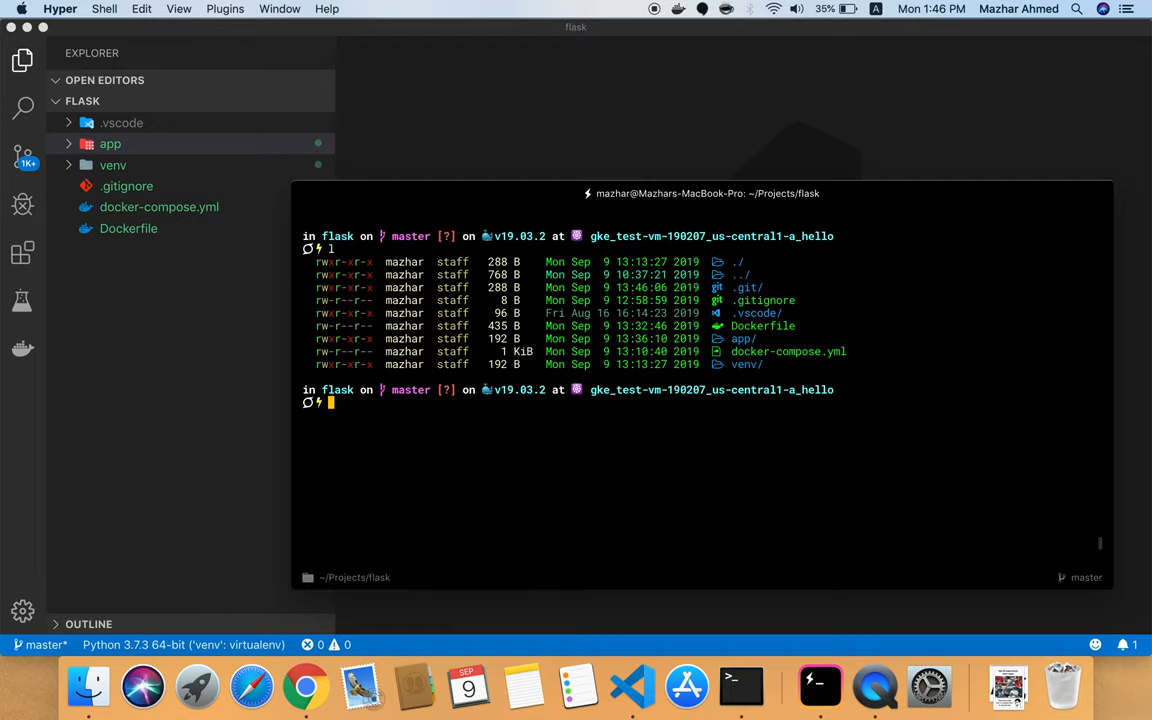 Hyper Shell Edit View Plugins Window Help 35% A Mon 1:46 PM Mazhar Ahmed
flask
EXPLORER
OPEN EDITORS
FLASK
.vscode
app
venv
.gitignore
docker-compose.yml
Dockerfile
1K+
mazhar@Mazhars-MacBook-Pro: ~/Projects/flask
in flask on master [?] on v19.03.2 at gke_test-vm-190207_us-central1-a_hello
l
rwxr-xr-x mazhar staff 288 B Mon Sep 9 13:13:27 2019 ./
rwxr-xr-x mazhar staff 768 B Mon Sep 9 10:37:21 2019 ../
rwxr-xr-x mazhar staff 288 B Mon Sep 9 13:46:06 2019 git .git/
rw-r--r-- mazhar staff 8 B Mon Sep 9 12:58:59 2019 git .gitignore
rwxr-xr-x mazhar staff 96 B Fri Aug 16 16:14:23 2019 .vscode/
rwxr-xr-x mazhar staff 435 B Mon Sep 9 13:32:46 2019 Dockerfile
rwxr-xr-x mazhar staff 192 B Mon Sep 9 13:36:10 2019 app/
rw-r--r-- mazhar staff 1 KiB Mon Sep 9 13:10:40 2019 docker-compose.yml
rwxr-xr-x mazhar staff 192 B Mon Sep 9 13:13:27 2019 venv/
in flask on master [?] on v19.03.2 at gke_test-vm-190207_us-central1-a_hello
~/Projects/flask master
OUTLINE
master* Python 3.7.3 64-bit ('venv': virtualenv) 0 0 1
SEP
9